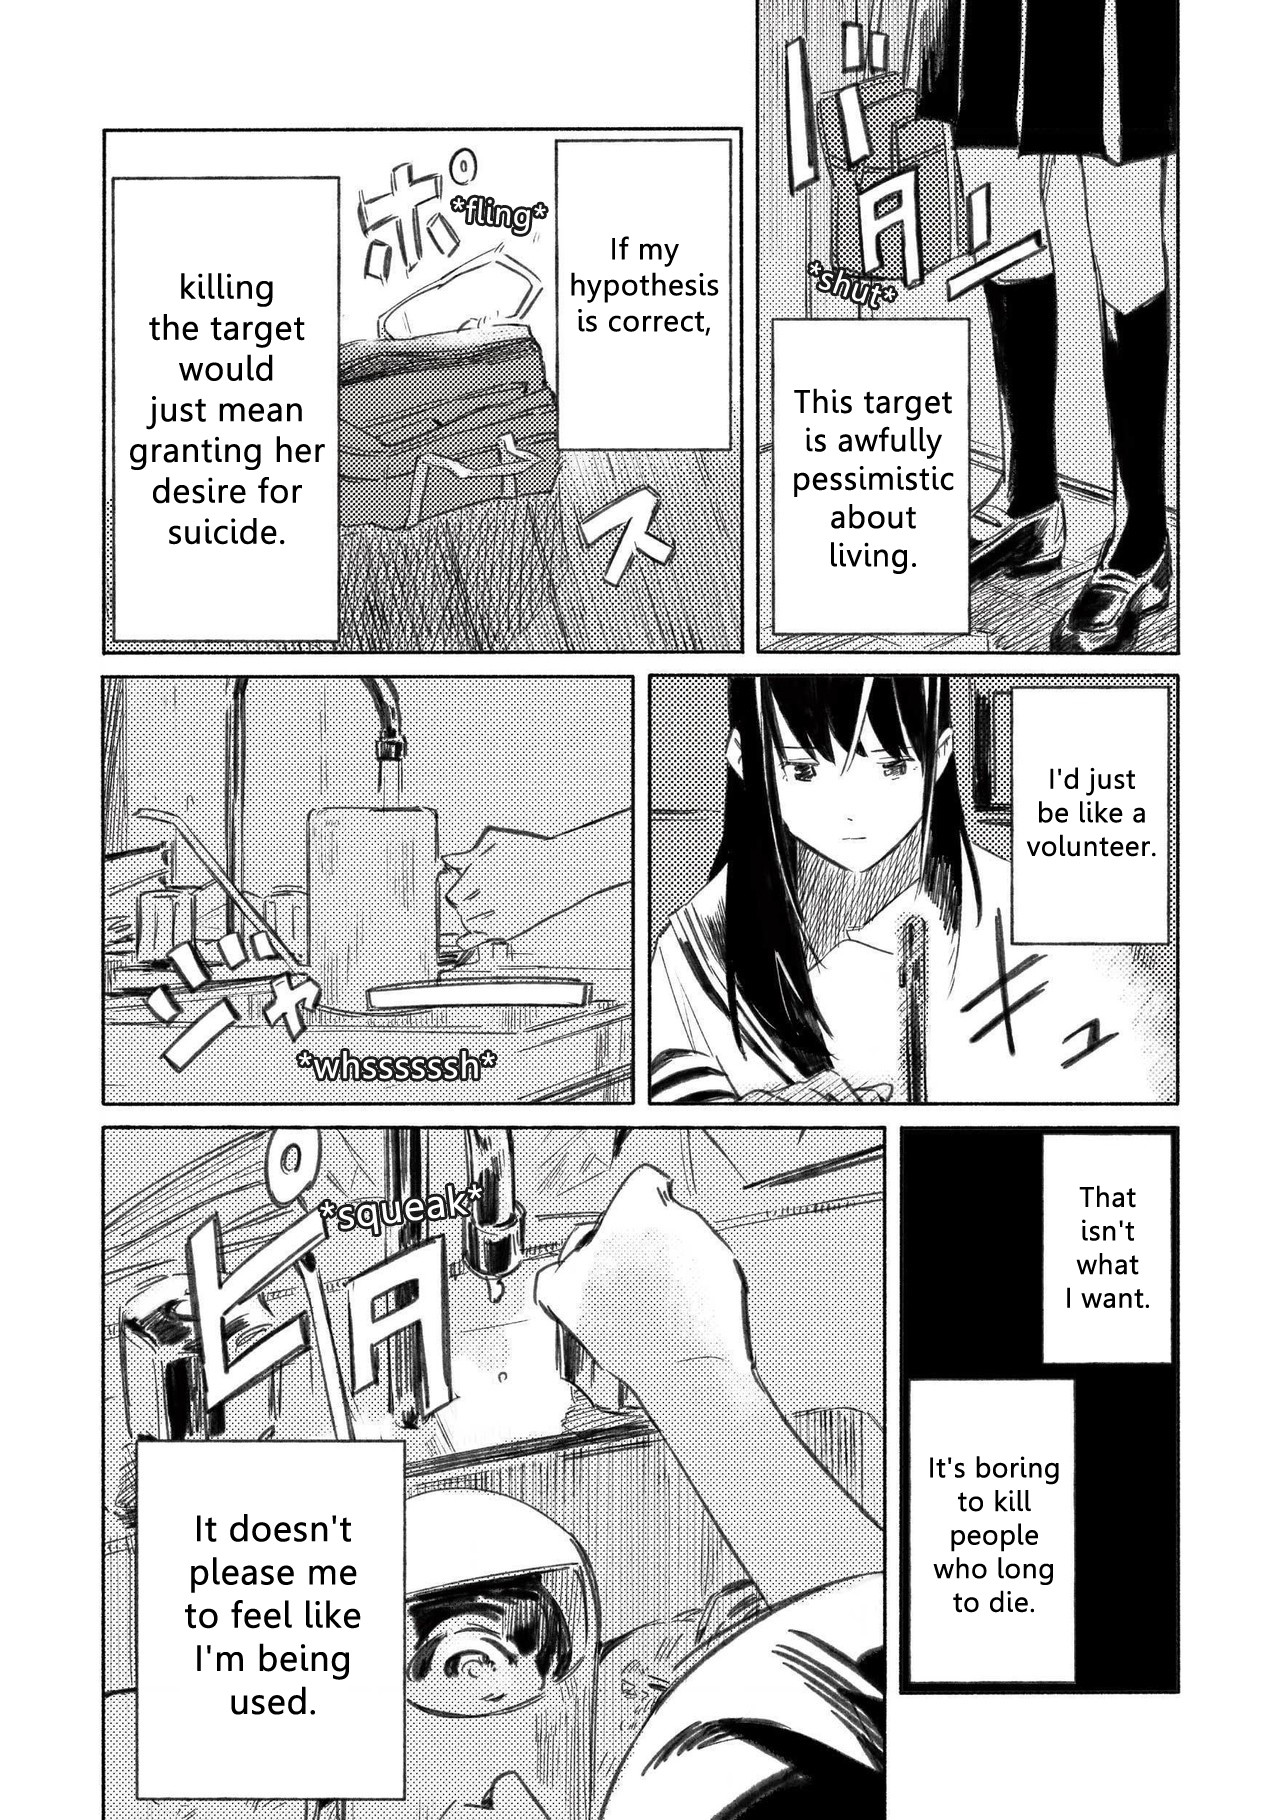 バタン
*shut*
This target
is awfully
pessimistic
about
living.
If my
hypothesis
is correct,
ポ
*fling*
ス
killing
the target
would
just mean
granting her
desire for
suicide.
I'd just
be like a
volunteer.
キュ
ジャ
*whsssssssh*
That
isn't
what
I want.
It's boring
to kill
people
who long
to die.
ピタ
*squeak*
It doesn't
please me
to feel like
I'm being
used.